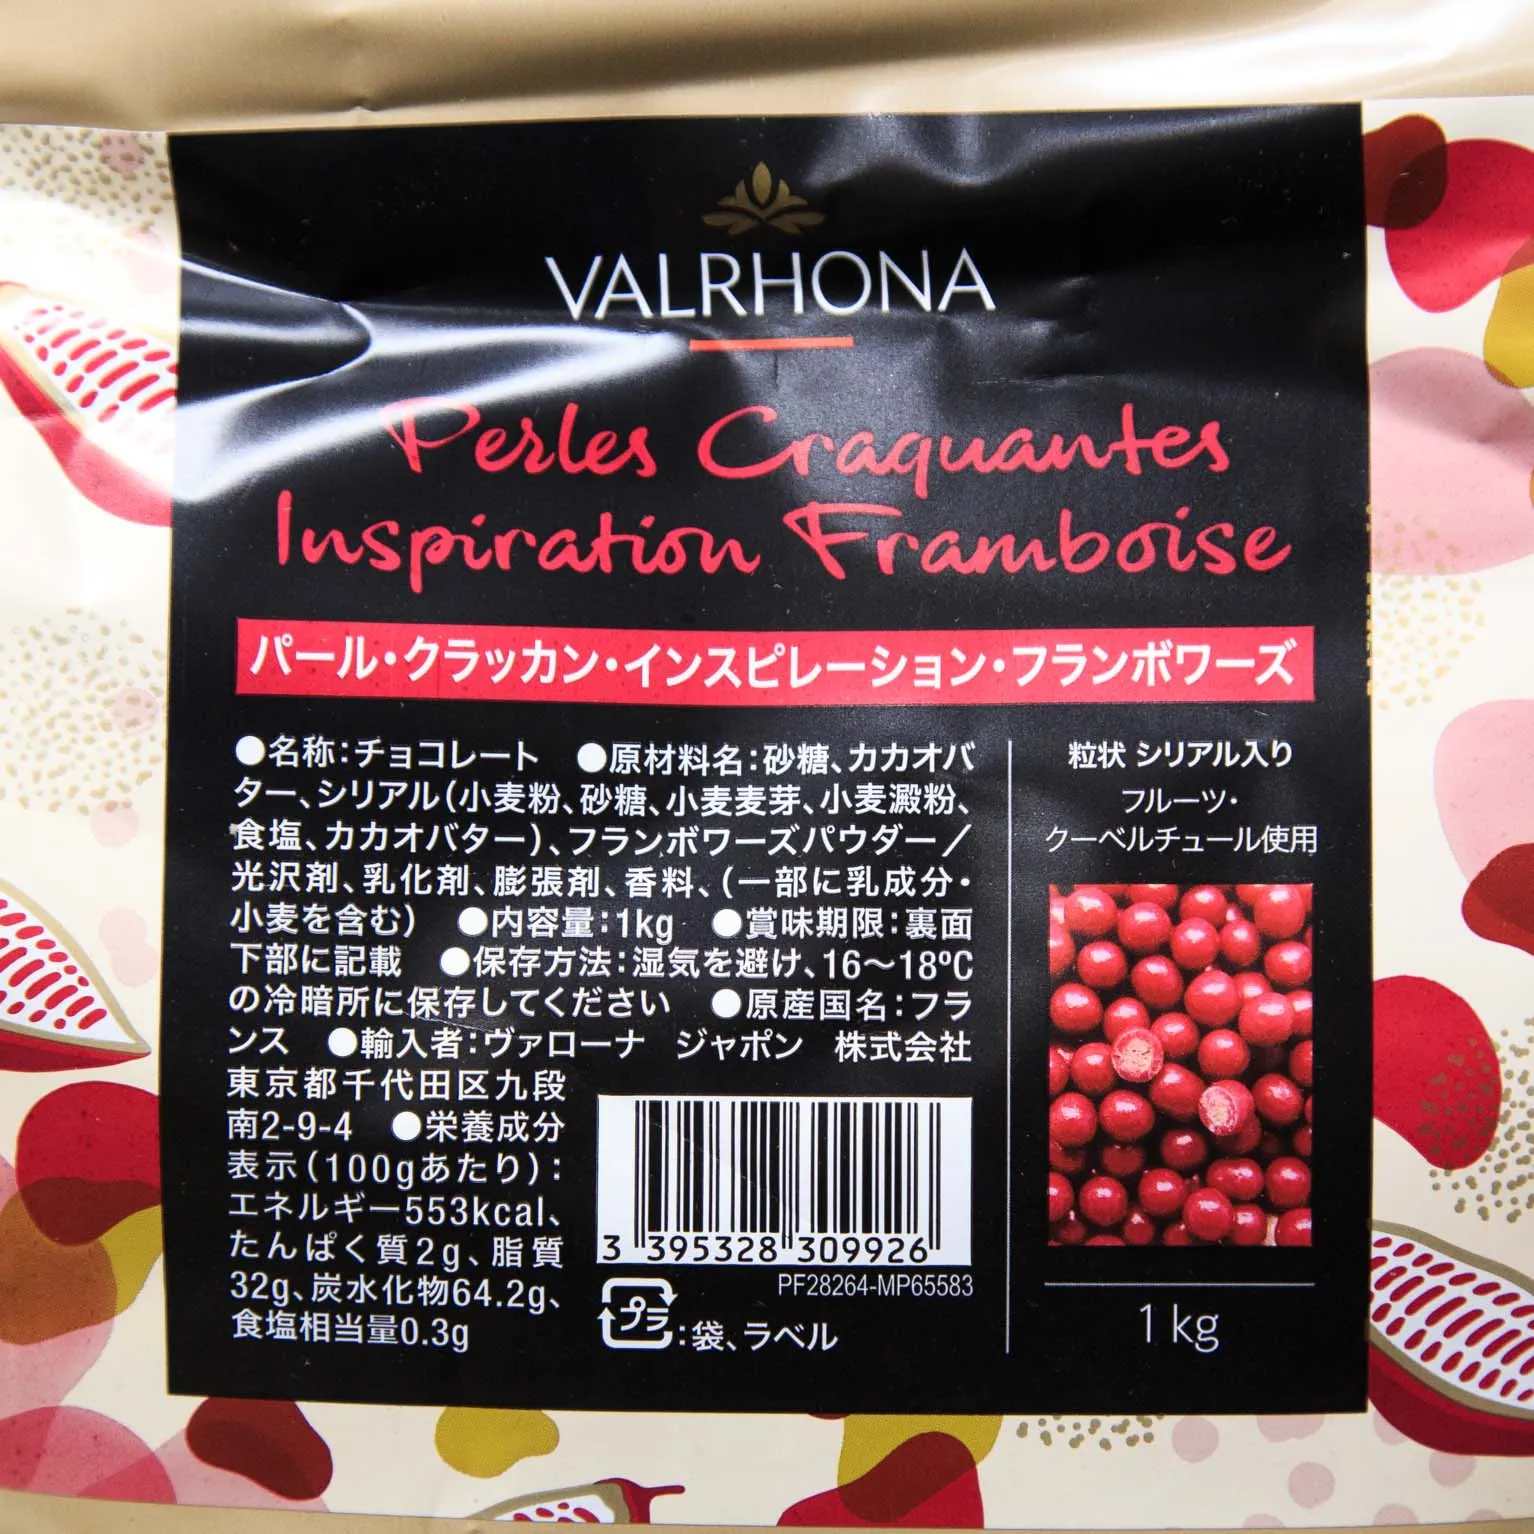 VALRHONA
Perles Craquantes
Inspiration Framboise
パール・クラッカン・インスピレーション・フランボワーズ
●名称：チョコレート ●原材料名：砂糖、カカオバ
ター、シリアル（小麦粉、砂糖、小麦麦芽、小麦澱粉、
食塩、カカオバター）、フランボワーズパウダー／
光沢剤、乳化剤、膨張剤、香料、（一部に乳成分・
小麦を含む） ●内容量：1kg ●賞味期限：裏面
下部に記載 ●保存方法：湿気を避け、16～18℃
の冷暗所に保存してください ●原産国名：フラ
ンス ●輸入者：ヴァローナ ジャポン 株式会社
東京都千代田区九段
南2-9-4 ●栄養成分
表示（100gあたり）：
エネルギー553kcal、
たんぱく質2g、脂質
32g、炭水化物64.2g、
食塩相当量0.3g
3 395328 309926
PF28264-MP65583
プラ：袋、ラベル
粒状 シリアル入り
フルーツ・
クーベルチュール使用
1 kg